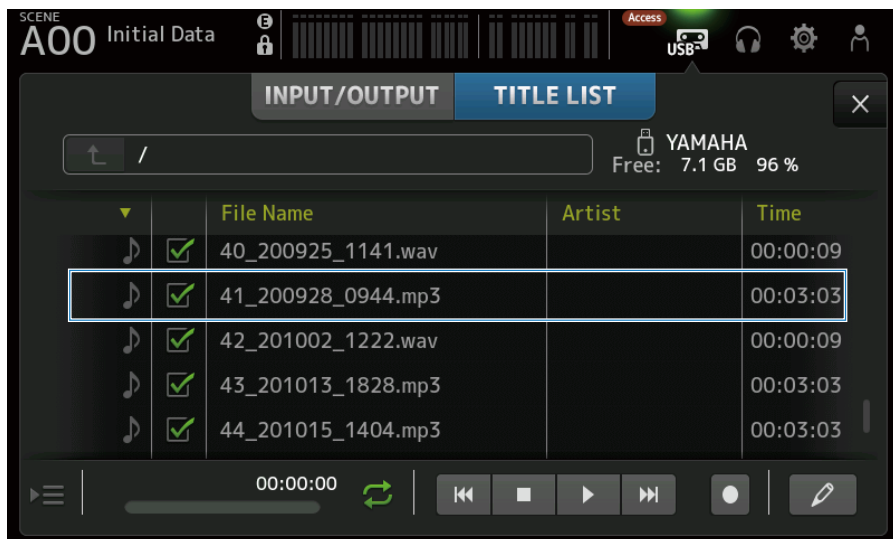 SCENE
A00 Initial Data
E
Access
USB
INPUT/OUTPUT TITLE LIST
/
YAMAHA
Free: 7.1 GB 96 %
File Name Artist Time
40_200925_1141.wav 00:00:09
41_200928_0944.mp3 00:03:03
42_201002_1222.wav 00:00:09
43_201013_1828.mp3 00:03:03
44_201015_1404.mp3 00:03:03
00:00:00